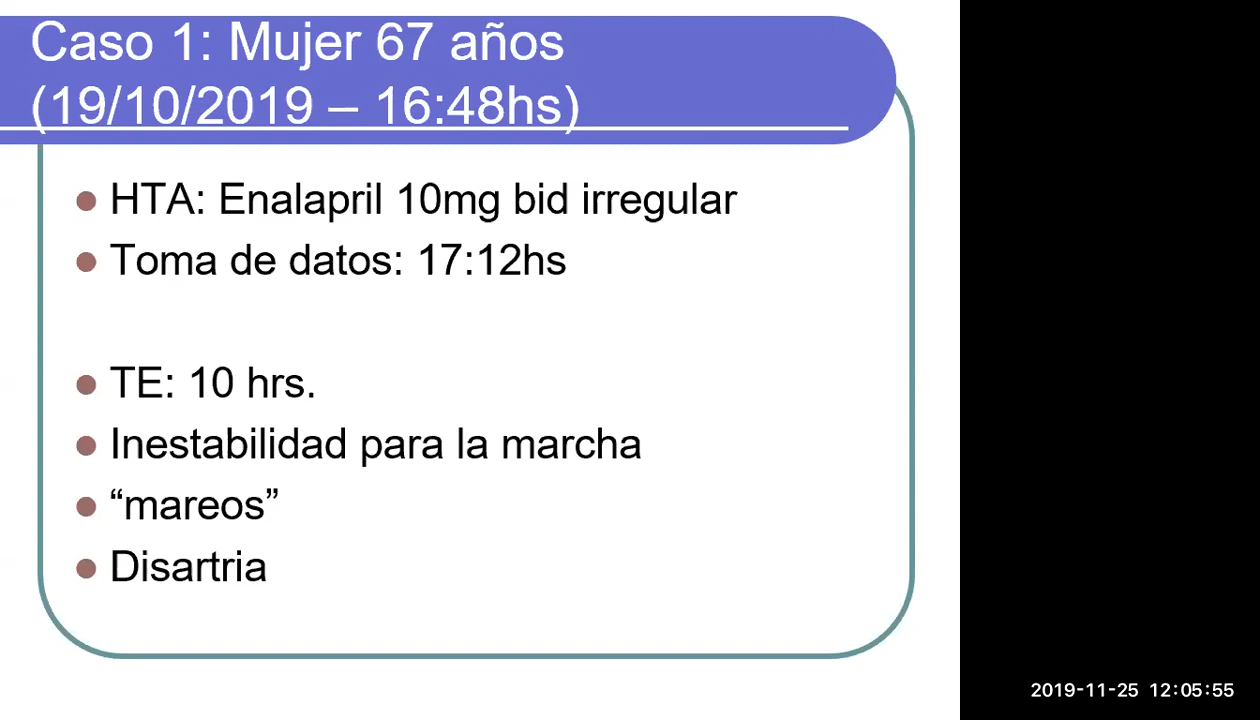 Caso 1: Mujer 67 años
(19/10/2019 – 16:48hs)
HTA: Enalapril 10mg bid irregular
Toma de datos: 17:12hs
TE: 10 hrs.
Inestabilidad para la marcha
“mareos”
Disartria
2019-11-25 12:05:55